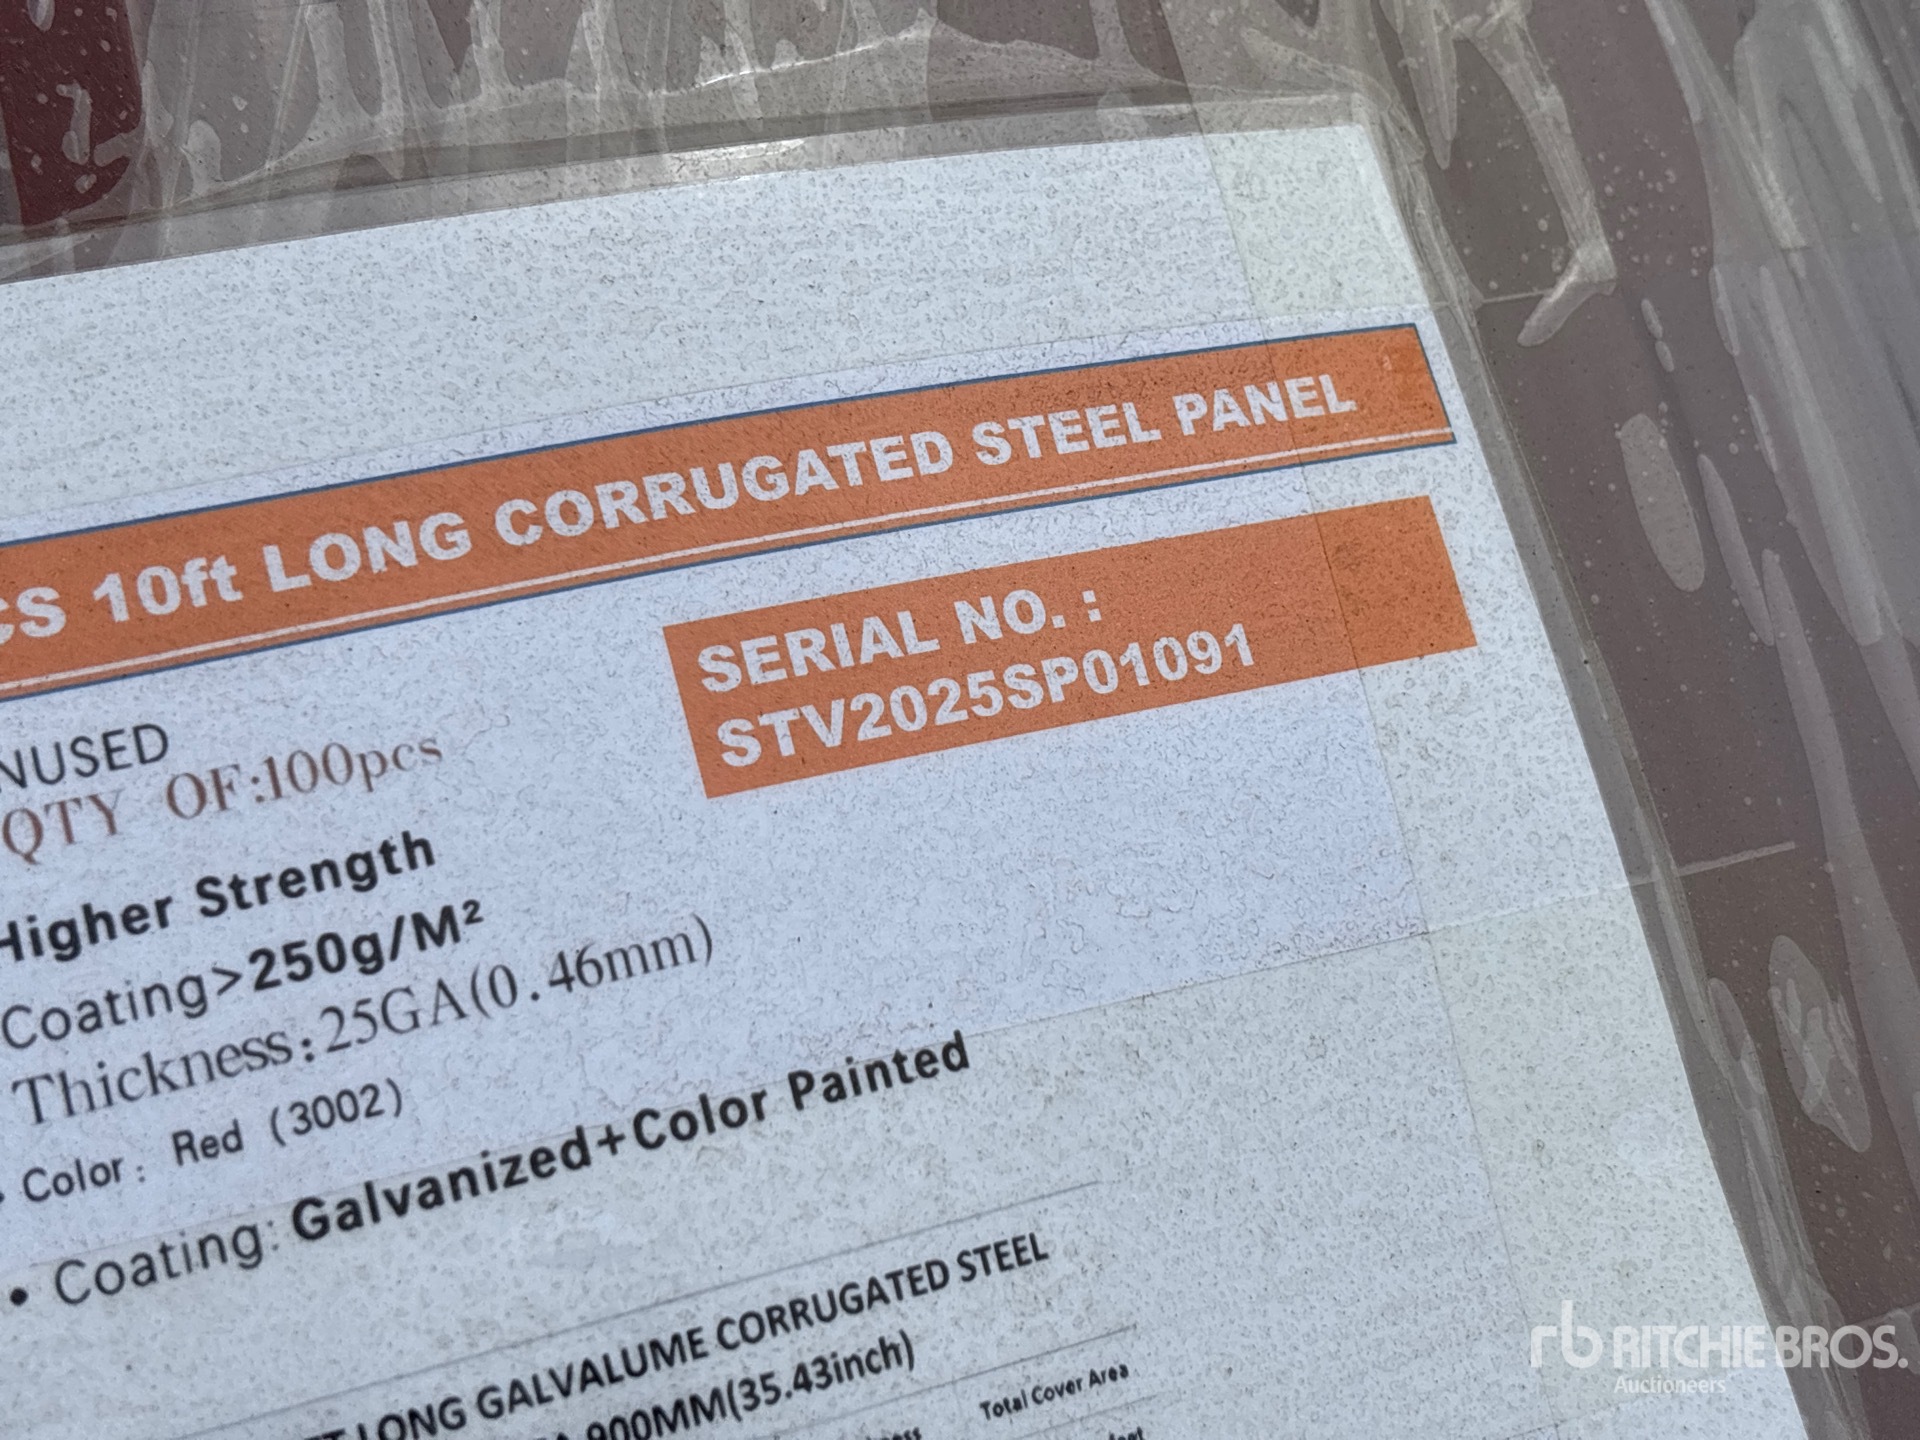 CS 10ft LONG CORRUGATED STEEL PANEL
SERIAL NO. :
STV2025SP01091
NUSED
QTY OF:100pcs
Higher Strength
Coating>250g/M²
Thickness:25GA(0.46mm)
Color: Red (3002)
• Coating: Galvanized+Color Painted
LONG GALVALUME CORRUGATED STEEL
900MM(35.43inch)
Total Cover Area
rb RITCHIE BROS.
Auctioneers